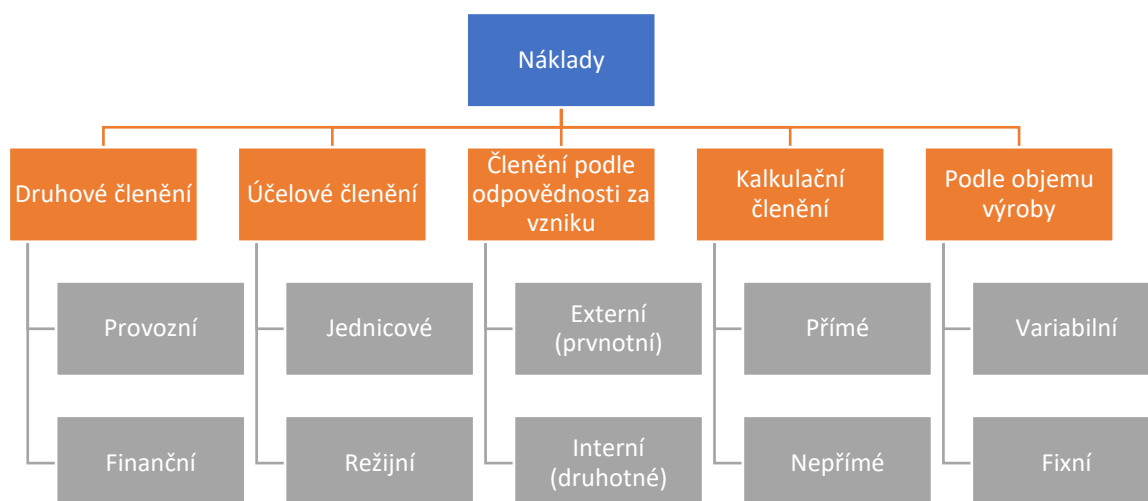 Náklady
Druhové členění
Účelové členění
Členění podle
odpovědnosti za
vzniku
Kalkulační
členění
Podle objemu
výroby
Provozní
Jednicové
Externí
(prvnotní)
Přímé
Variabilní
Finanční
Režijní
Interní
(druhotné)
Nepřímé
Fixní